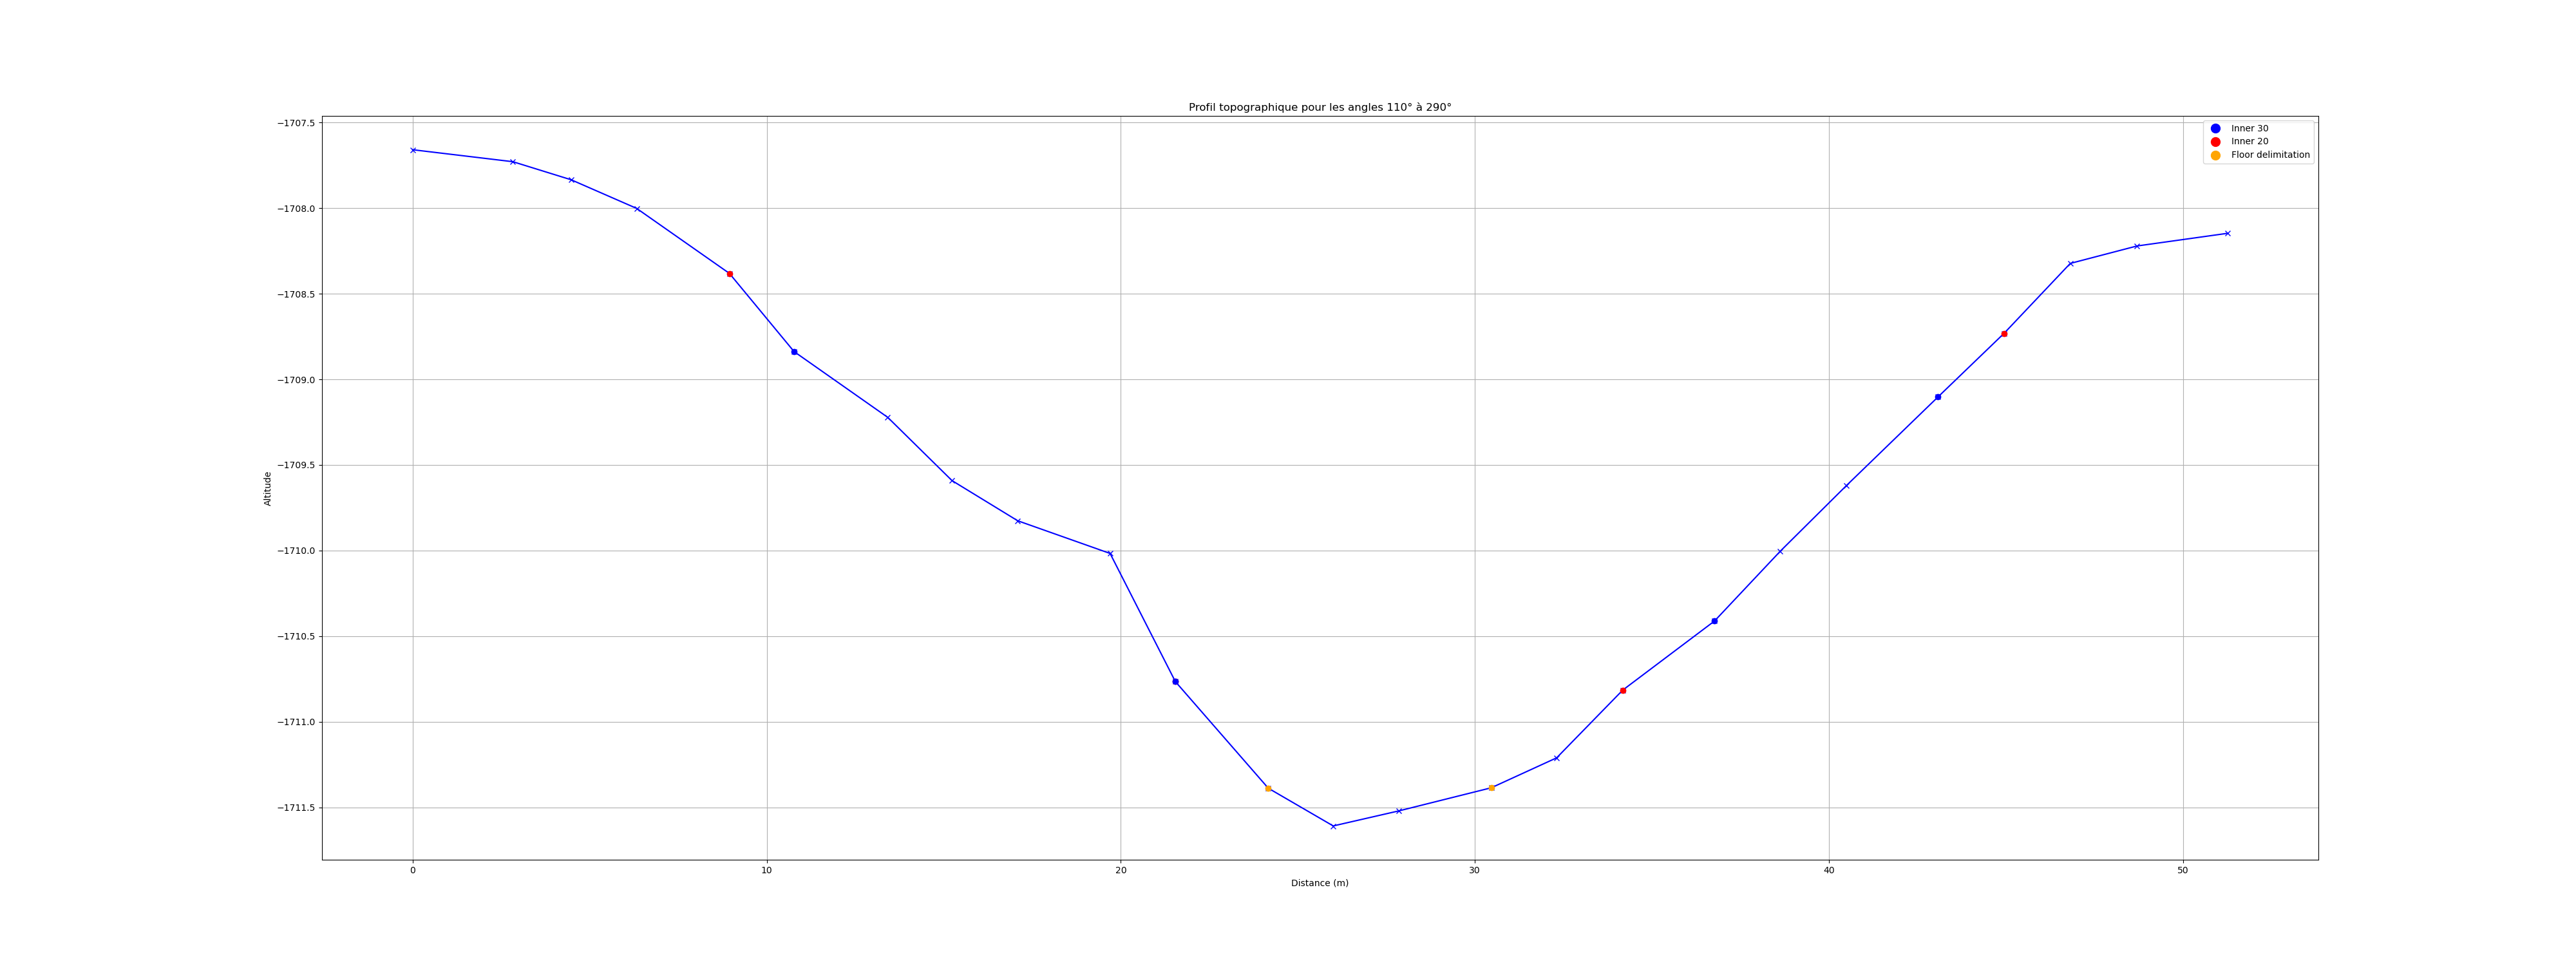 Profil topographique pour les angles 110° à 290°
Inner 30
Inner 20
Floor delimitation
Altitude
−1707.5
−1708.0
−1708.5
−1709.0
−1709.5
−1710.0
−1710.5
−1711.0
−1711.5
0 10 20 30 40 50
Distance (m)